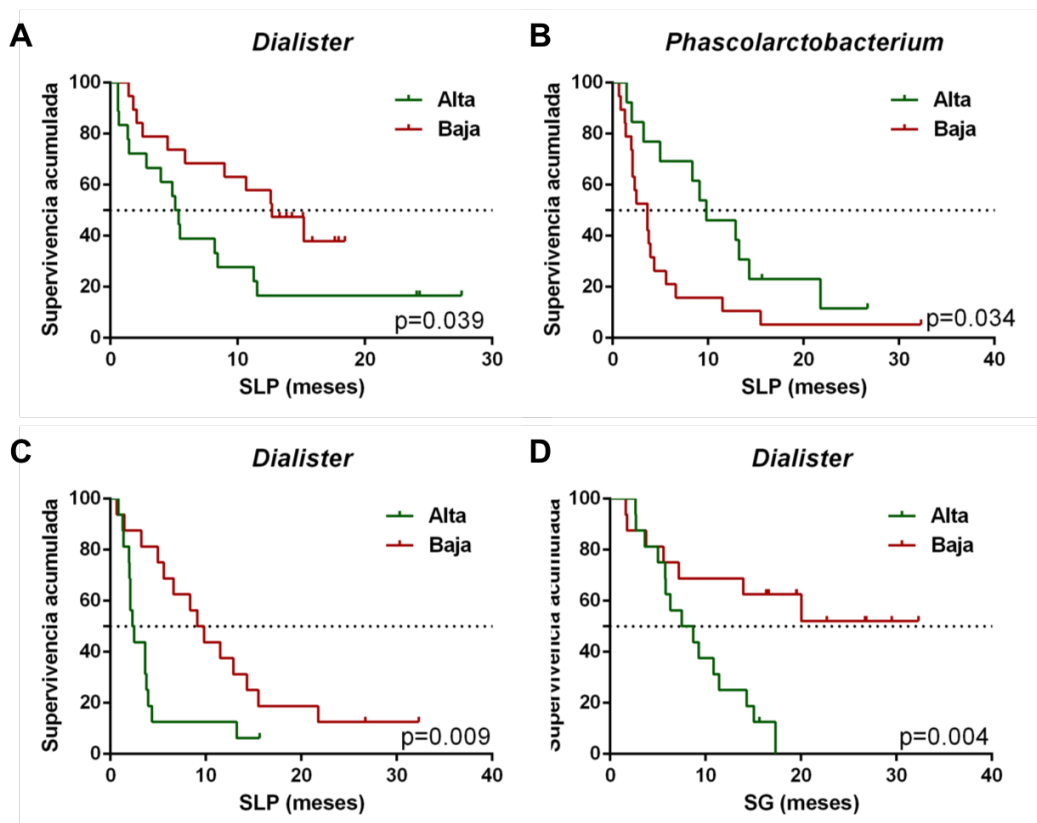 A
Dialister
Supervivencia acumulada
100
80
60
40
20
0
Alta
Baja
p=0.039
0 10 20 30
SLP (meses)
B
Phascolarctobacterium
Supervivencia acumulada
100
80
60
40
20
0
Alta
Baja
p=0.034
0 10 20 30 40
SLP (meses)
C
Dialister
Supervivencia acumulada
100
80
60
40
20
0
Alta
Baja
p=0.009
0 10 20 30 40
SLP (meses)
D
Dialister
Supervivencia acumulada
100
80
60
40
20
0
Alta
Baja
p=0.004
0 10 20 30 40
SG (meses)